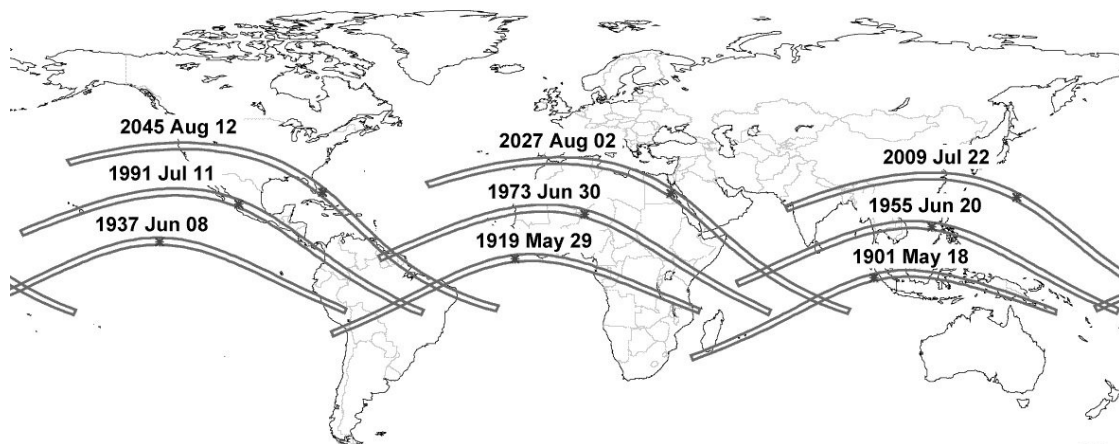 2045 Aug 12
2027 Aug 02
2009 Jul 22
1991 Jul 11
1973 Jun 30
1955 Jun 20
1937 Jun 08
1919 May 29
1901 May 18